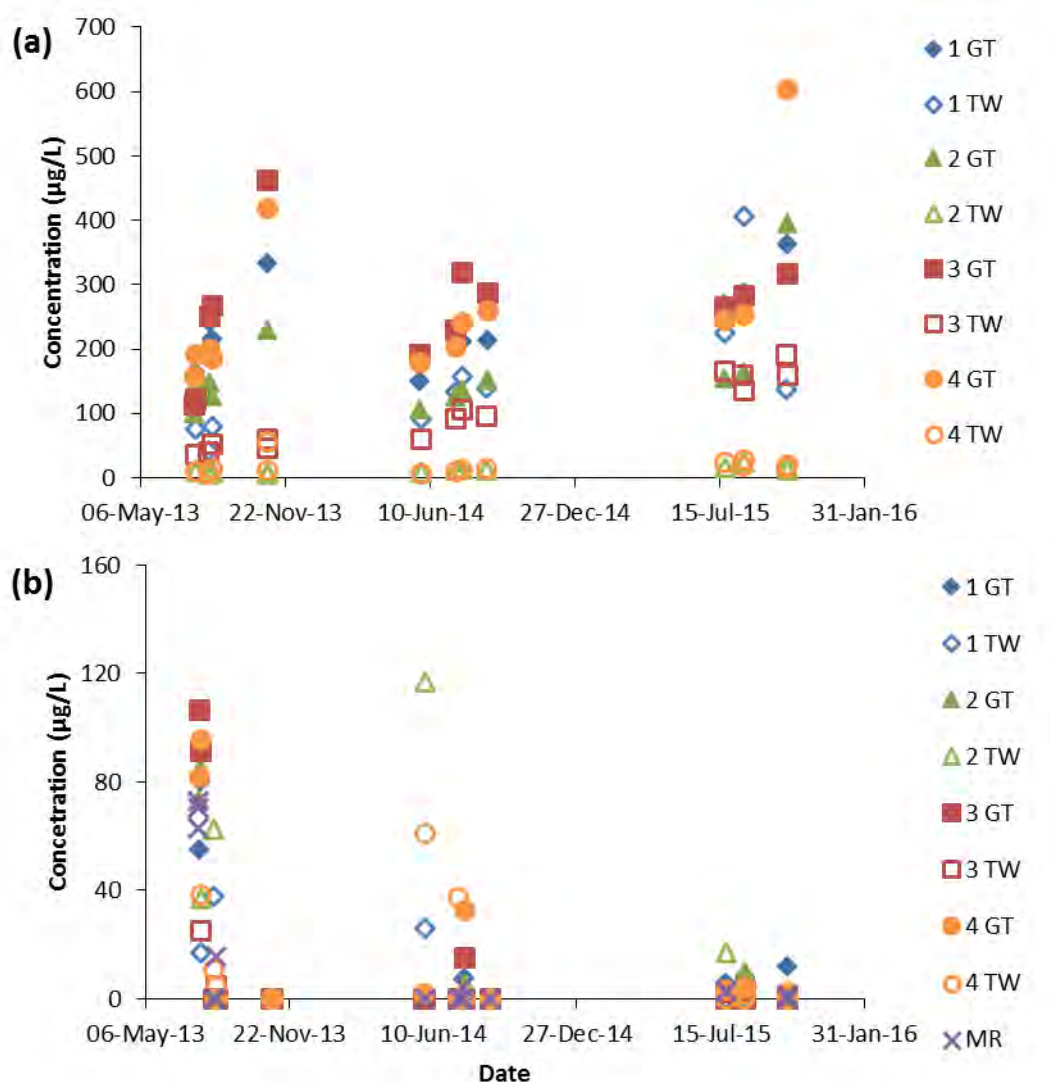 (a)
Concentration (µg/L)
700
600
500
400
300
200
100
0
06-May-13 22-Nov-13 10-Jun-14 27-Dec-14 15-Jul-15 31-Jan-16
1 GT
1 TW
2 GT
2 TW
3 GT
3 TW
4 GT
4 TW
(b)
Concetration (µg/L)
160
120
80
40
0
06-May-13 22-Nov-13 10-Jun-14 27-Dec-14 15-Jul-15 31-Jan-16
Date
1 GT
1 TW
2 GT
2 TW
3 GT
3 TW
4 GT
4 TW
MR